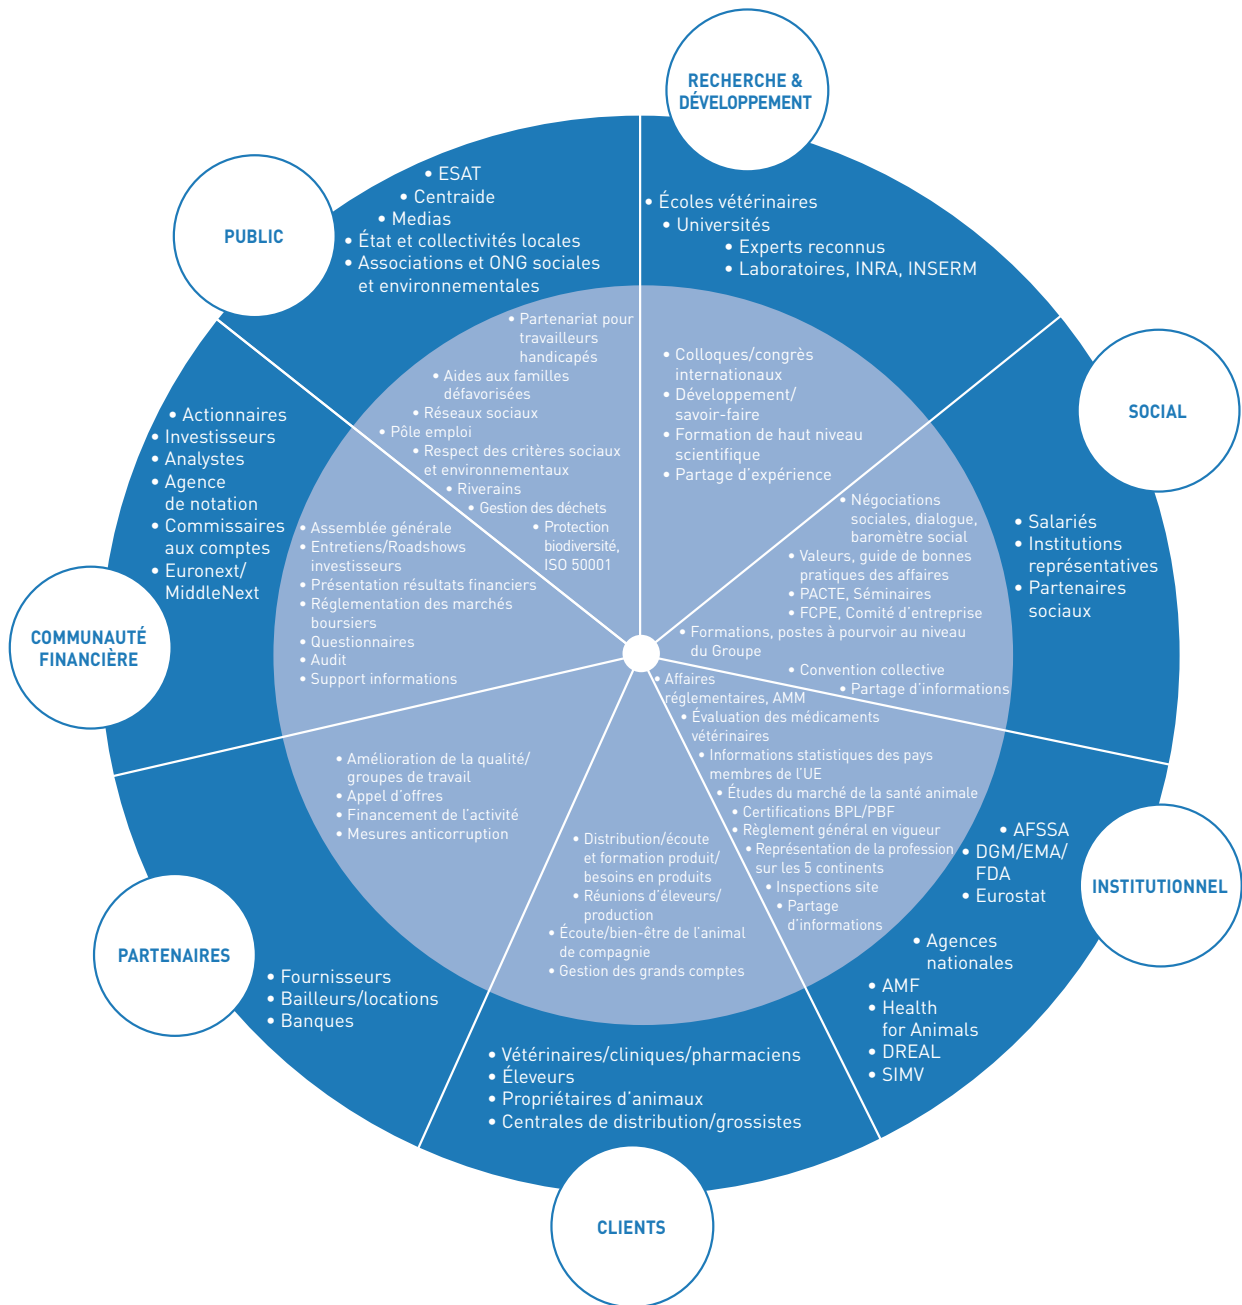 RECHERCHE &
DÉVELOPPEMENT
• Écoles vétérinaires
• Universités
• Experts reconnus
• Laboratoires, INRA, INSERM
• Colloques/congrès
internationaux
• Développement/
savoir-faire
• Formation de haut niveau
scientifique
• Partage d'expérience
SOCIAL
• Salariés
• Institutions
représentatives
• Partenaires
sociaux
• Négociations
sociales, dialogue,
baromètre social
• Valeurs, guide de bonnes
pratiques des affaires
• PACTE, Séminaires
• FCPE, Comité d'entreprise
• Formations, postes à pourvoir au niveau
du Groupe
• Convention collective
• Partage d'informations
INSTITUTIONNEL
• AFSSA
• DGM/EMA/
FDA
• Eurostat
• Agences
nationales
• AMF
• Health
for Animals
• DREAL
• SIMV
• Affaires
réglementaires, AMM
• Évaluation des médicaments
vétérinaires
• Informations statistiques des pays
membres de l'UE
• Études du marché de la santé animale
• Certifications BPL/PBF
• Règlement général en vigueur
• Représentation de la profession
sur les 5 continents
• Inspections site
• Partage
d'informations
CLIENTS
• Vétérinaires/cliniques/pharmaciens
• Éleveurs
• Propriétaires d'animaux
• Centrales de distribution/grossistes
• Distribution/écoute
et formation produit/
besoins en produits
• Réunions d'éleveurs/
production
• Écoute/bien-être de l'animal
de compagnie
• Gestion des grands comptes
PARTENAIRES
• Fournisseurs
• Bailleurs/locations
• Banques
• Amélioration de la qualité/
groupes de travail
• Appel d'offres
• Financement de l'activité
• Mesures anticorruption
COMMUNAUTÉ
FINANCIÈRE
• Actionnaires
• Investisseurs
• Analystes
• Agence
de notation
• Commissaires
aux comptes
• Euronext/
MiddleNext
• Assemblée générale
• Entretiens/Roadshows
investisseurs
• Présentation résultats financiers
• Réglementation des marchés
boursiers
• Questionnaires
• Audit
• Support informations
PUBLIC
• ESAT
• Centraide
• Medias
• État et collectivités locales
• Associations et ONG sociales
et environnementales
• Partenariat pour
travailleurs
handicapés
• Aides aux familles
défavorisées
• Réseaux sociaux
• Pôle emploi
• Respect des critères sociaux
et environnementaux
• Riverains
• Gestion des déchets
• Protection
biodiversité,
ISO 50001